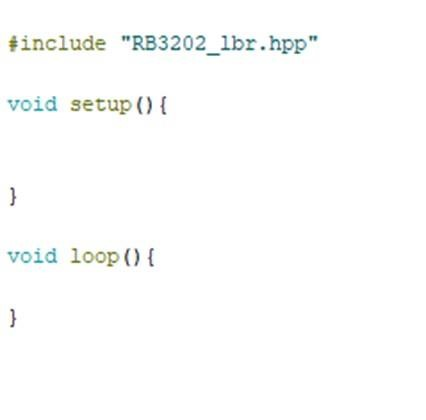 #include "RB3202_lbr.hpp"
void setup(){
}
void loop(){
}